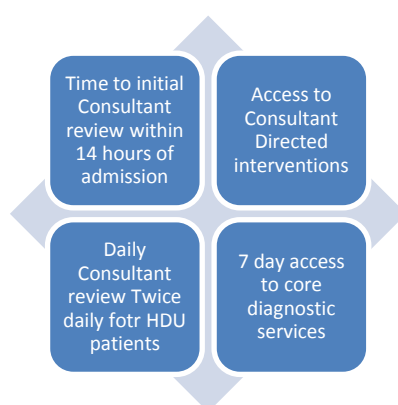 Time to initial
Consultant
review within
14 hours of
admission
Access to
Consultant
Directed
interventions
Daily
Consultant
review Twice
daily fotr HDU
patients
7 day access
to core
diagnostic
services